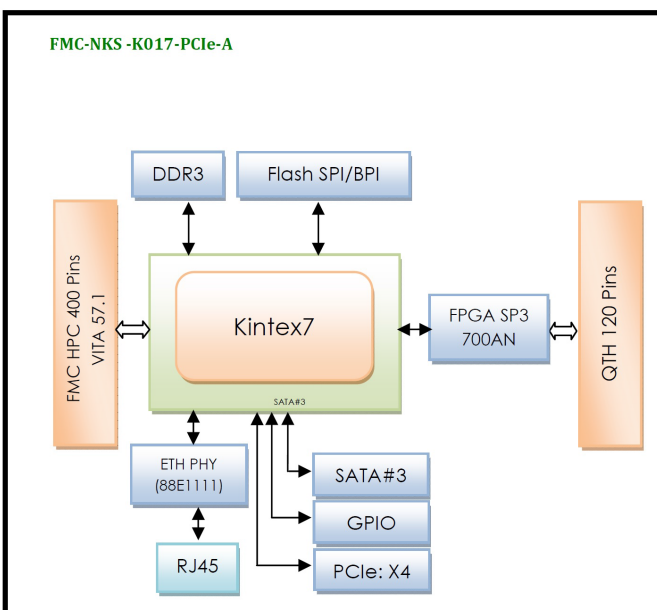 FMC-NKS -K017-PCIe-A
DDR3
Flash SPI/BPI
FMC HPC 400 Pins
VITA 57.1
Kintex7
SATA#3
FPGA SP3
700AN
QTH 120 Pins
ETH PHY
(88E1111)
RJ45
SATA#3
GPIO
PCIe: X4